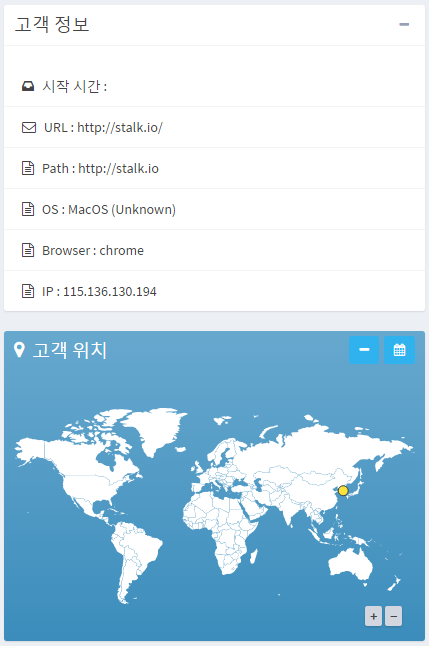 고객 정보
시작 시간 :
URL : http://stalk.io/
Path : http://stalk.io
OS : MacOS (Unknown)
Browser : chrome
IP : 115.136.130.194
고객 위치